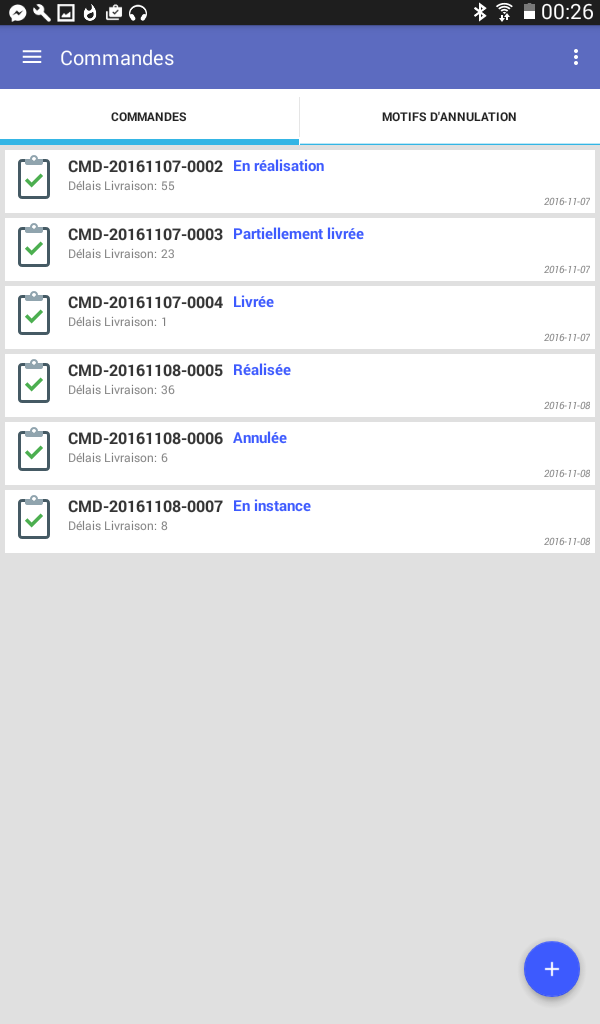 00:26
Commandes
COMMANDES
MOTIFS D'ANNULATION
CMD-20161107-0002 En réalisation
Délais Livraison: 55
2016-11-07
CMD-20161107-0003 Partiellement livrée
Délais Livraison: 23
2016-11-07
CMD-20161107-0004 Livrée
Délais Livraison: 1
2016-11-07
CMD-20161108-0005 Réalisée
Délais Livraison: 36
2016-11-08
CMD-20161108-0006 Annulée
Délais Livraison: 6
2016-11-08
CMD-20161108-0007 En instance
Délais Livraison: 8
2016-11-08